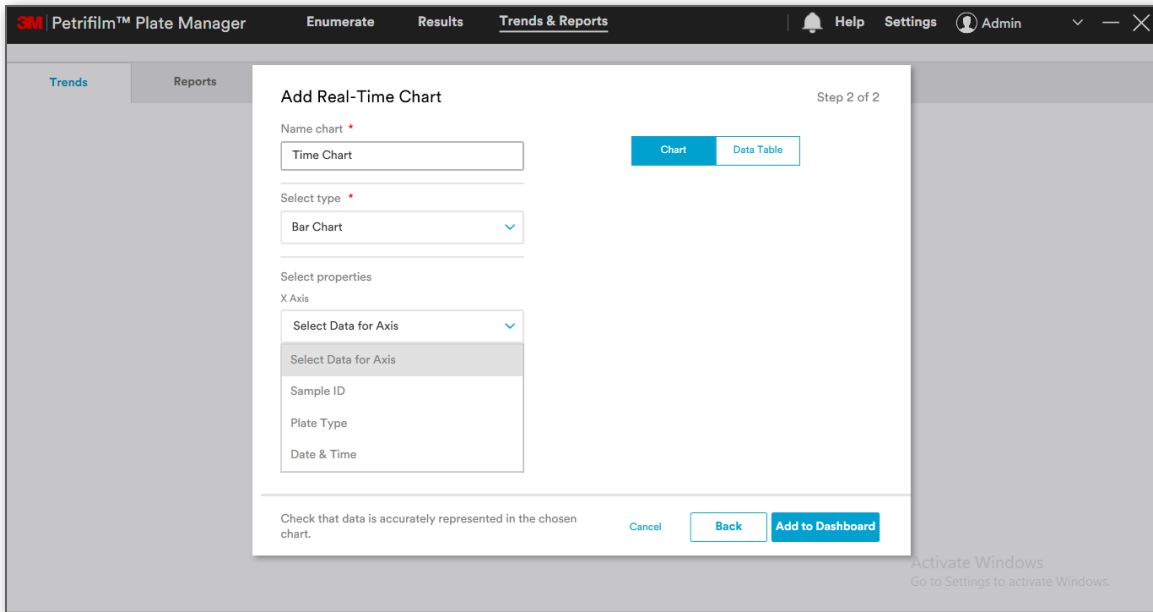 3M Petrifilm™ Plate Manager Enumerate Results Trends & Reports Help Settings Admin
Trends Reports
Add Real-Time Chart Step 2 of 2
Name chart *
Time Chart
Chart Data Table
Select type *
Bar Chart
Select properties
X Axis
Select Data for Axis
Select Data for Axis
Sample ID
Plate Type
Date & Time
Check that data is accurately represented in the chosen
chart.
Cancel Back Add to Dashboard
Activate Windows
Go to Settings to activate Windows.